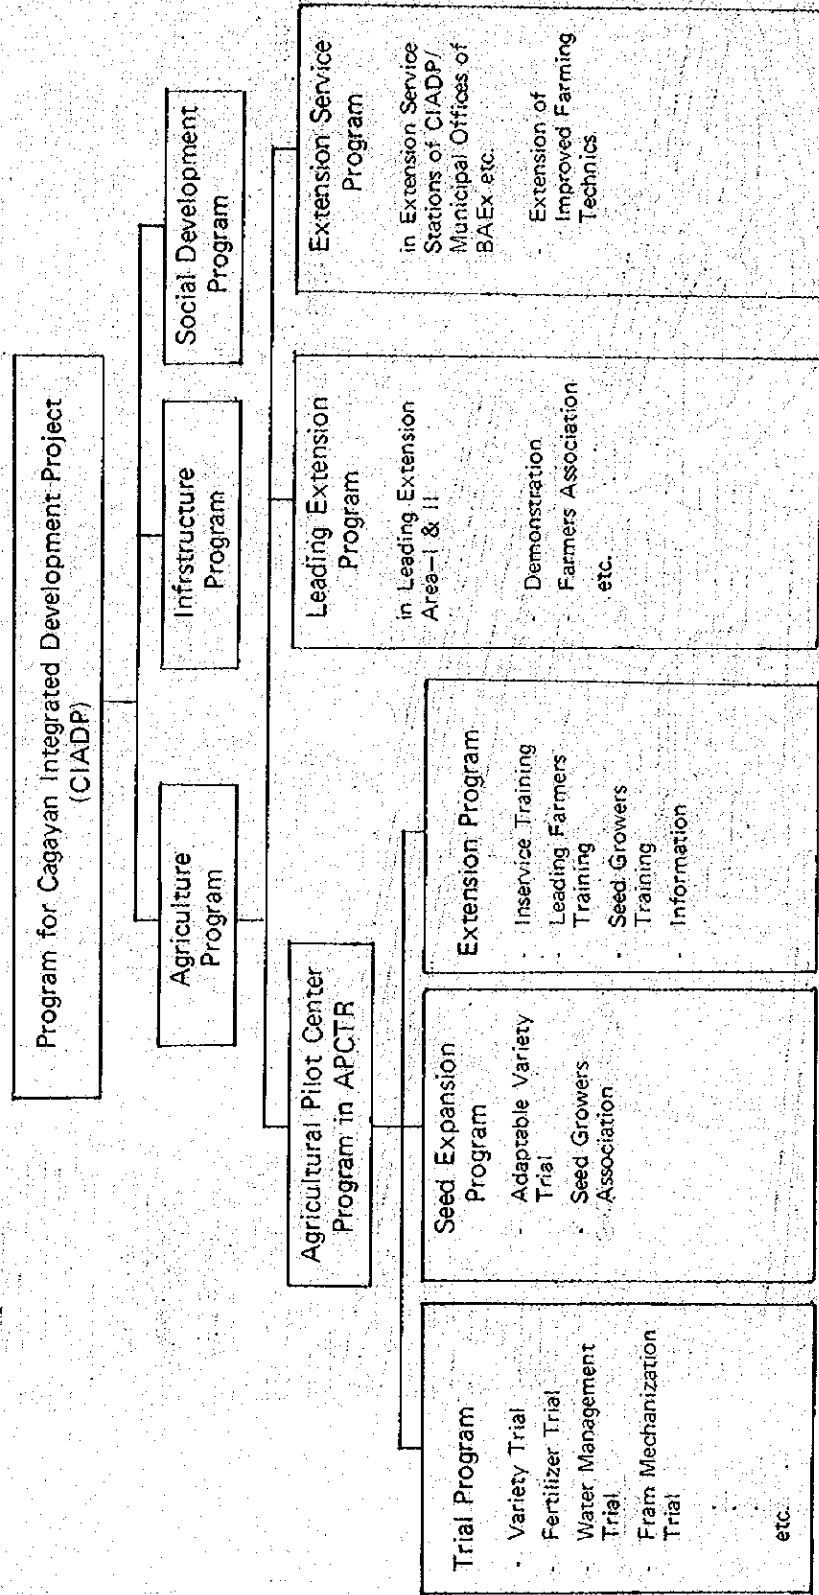 Program for Cagayan Integrated Development Project
(CIADP)
Agriculture
Program
Infrstructure
Program
Social Development
Program
Agricultural Pilot Center
Program in APCTR
Leading Extension
Program
in Leading Extension
Area—I & II
- Demonstration
- Farmers Association
etc.
Extension Service
Program
in Extension Service
Stations of CIADP/
Municipal Offices of
BAEx etc.
- Extension of
Improved Farming
Technics
Trial Program
- Variety Trial
- Fertilizer Trial
- Water Management
Trial
- Fram Mechanization
Trial
etc.
Seed Expansion
Program
- Adaptable Variety
Trial
- Seed Growers
Association
Extension Program
- Inservice Training
- Leading Farmers
Training
- Seed Growers
Training
- Information